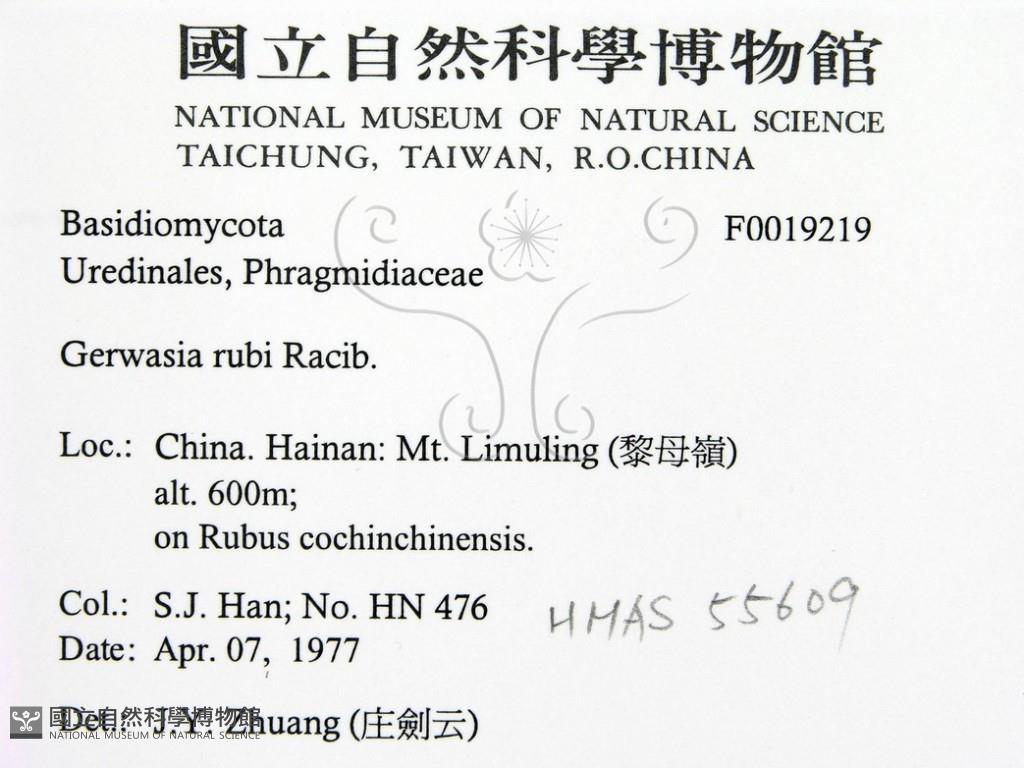 國立自然科學博物館
NATIONAL MUSEUM OF NATURAL SCIENCE
TAICHUNG, TAIWAN, R.O.CHINA
Basidiomycota F0019219
Uredinales, Phragmidiaceae
Gerwasia rubi Racib.
Loc.: China. Hainan: Mt. Limuling (黎母嶺)
alt. 600m;
on Rubus cochinchinensis.
Col.: S.J. Han; No. HN 476
HMAS 55609
Date: Apr. 07, 1977
Det.: J.Y. Zhuang (庄劍云)
國立自然科學博物館
NATIONAL MUSEUM OF NATURAL SCIENCE